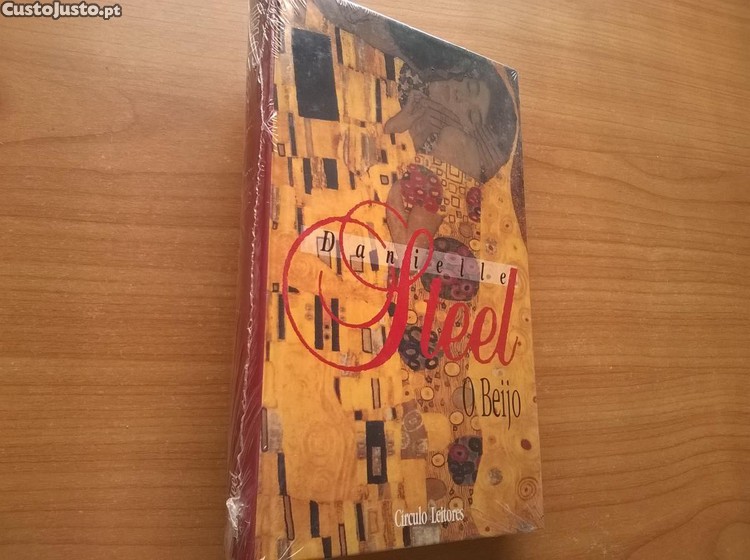 CustoJusto.pt
Danielle
Steel
O Beijo
Círculo Leitores